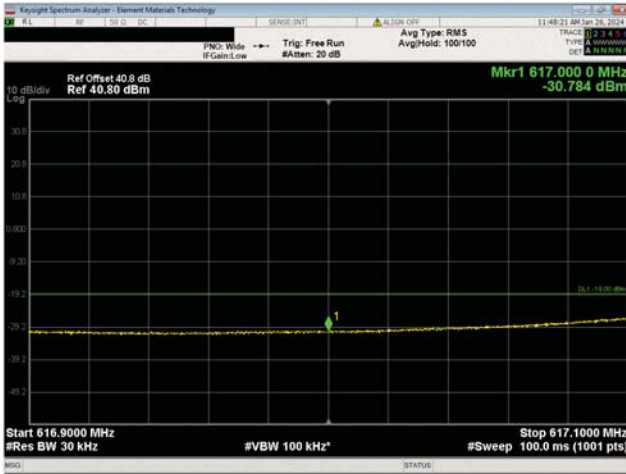 Keysight Spectrum Analyzer - Element Materials Technology
RL RF 50 Ω DC SENSE:INT ALIGN OFF 11:48:21 AM Jan 26, 2024
PNO: Wide Trig: Free Run Avg Type: RMS TRACE 1 2 3 4 5
IFGain:Low #Atten: 20 dB Avg|Hold: 100/100 TYPE A WWWWW
DET A N N N N
Mkr1 617.000 0 MHz
-30.784 dBm
Ref Offset 40.8 dB
10 dB/div Ref 40.80 dBm
Log
30.8
20.8
10.8
0.800
-9.20
-19.2
DL1 -19.00 dBm
1
-29.2
-39.2
-49.2
Start 616.9000 MHz Stop 617.1000 MHz
#Res BW 30 kHz #VBW 100 kHz* #Sweep 100.0 ms (1001 pts)
MSG STATUS